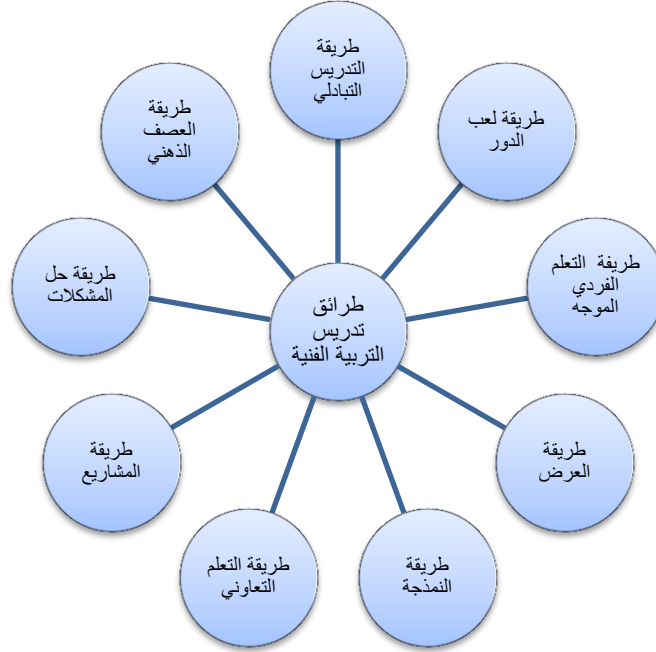 طريقة
التدريس
التبادلي
طريقة لعب
الدور
طريفة التعلم
الفردي
الموجه
طريقة
العرض
طريقة
النمذجة
طريقة التعلم
التعاوني
طريقة
المشاريع
طريقة حل
المشكلات
طريقة
العصف
الذهني
طرائق
تدريس
التربية الفنية